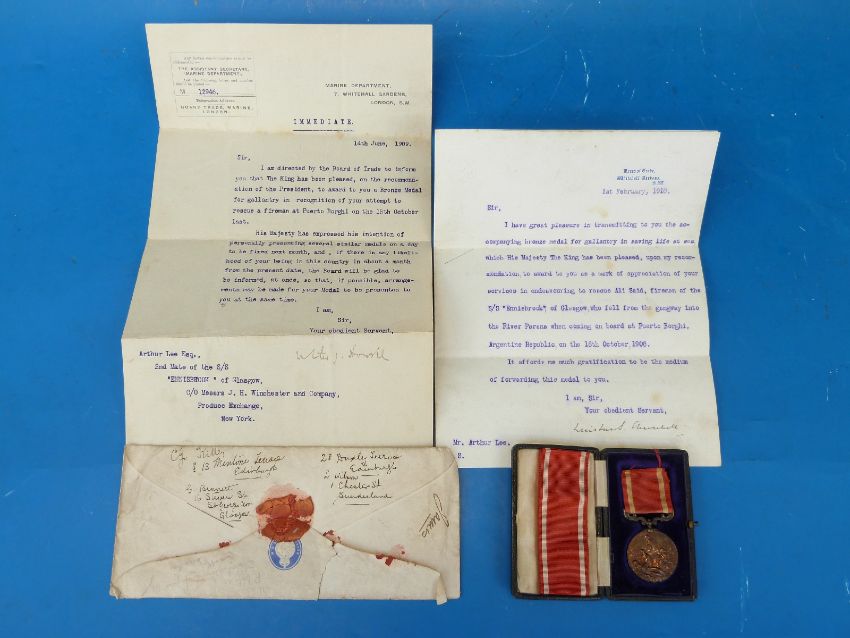 THE ASSISTANT SECRETARY,
MARINE DEPARTMENT,
M 12946.
BOARD TRADE, MARINE,
LONDON.
MARINE DEPARTMENT,
7, WHITEHALL GARDENS,
LONDON, S.W.
IMMEDIATE.
14th June, 1909.
Sir,
I am directed by the Board of Trade to inform
you that The King has been pleased, on the recommen-
dation of the President, to award to you a Bronze Medal
for gallantry in recognition of your attempt to
rescue a fireman at Puerto Borghi on the 15th October
last.
His Majesty has expressed his intention of
personally presenting several similar medals on a day
to be fixed next month, and , if there is any likeli-
hood of your being in this country in about a month
from the present date, the Board will be glad to
be informed, at once, so that, if possible, arrange-
ments may be made for your Medal to be presented to
you at the same time.
I am,
Sir,
Your obedient Servant,
Arthur Lee Esq.,
2nd Mate of the S/S
of Glasgow,
C/O Messrs J. H. Winchester and Company,
Produce Exchange,
New York.
1st February, 1910.
Sir,
I have great pleasure in transmitting to you the ac-
companying bronze medal for gallantry in saving life at sea
which His Majesty The King has been pleased, upon my recom-
mendation to award to you as a mark of appreciation of your
services in endeavouring to rescue Ali Said, fireman of the
S/S "Ennisbrook" of Glasgow, who fell from the gangway into
the River Parana when coming on board at Puerto Borghi,
Argentine Republic on the 15th October 1908.
It affords me much gratification to be the medium
of forwarding this medal to you.
I am, Sir,
Your obedient Servant,
Mr. Arthur Lee.
Edinburgh
Edinburgh
1 Chester St
Sunderland
Glasgow